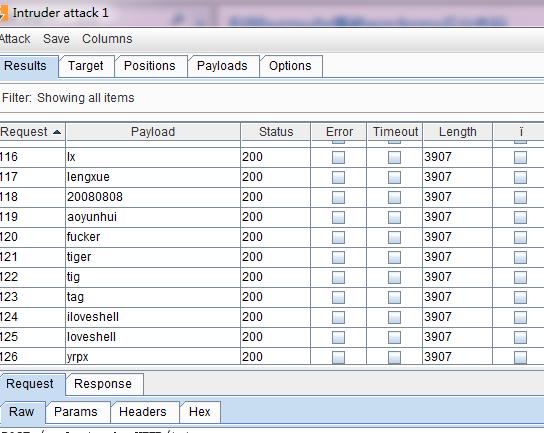 Intruder attack 1
Attack Save Columns
Results Target Positions Payloads Options
Filter: Showing all items
Request Payload Status Error Timeout Length ï
116 lx 200 3907
117 lengxue 200 3907
118 20080808 200 3907
119 aoyunhui 200 3907
120 fucker 200 3907
121 tiger 200 3907
122 tig 200 3907
123 tag 200 3907
124 iloveshell 200 3907
125 loveshell 200 3907
126 yrpx 200 3907
Request Response
Raw Params Headers Hex